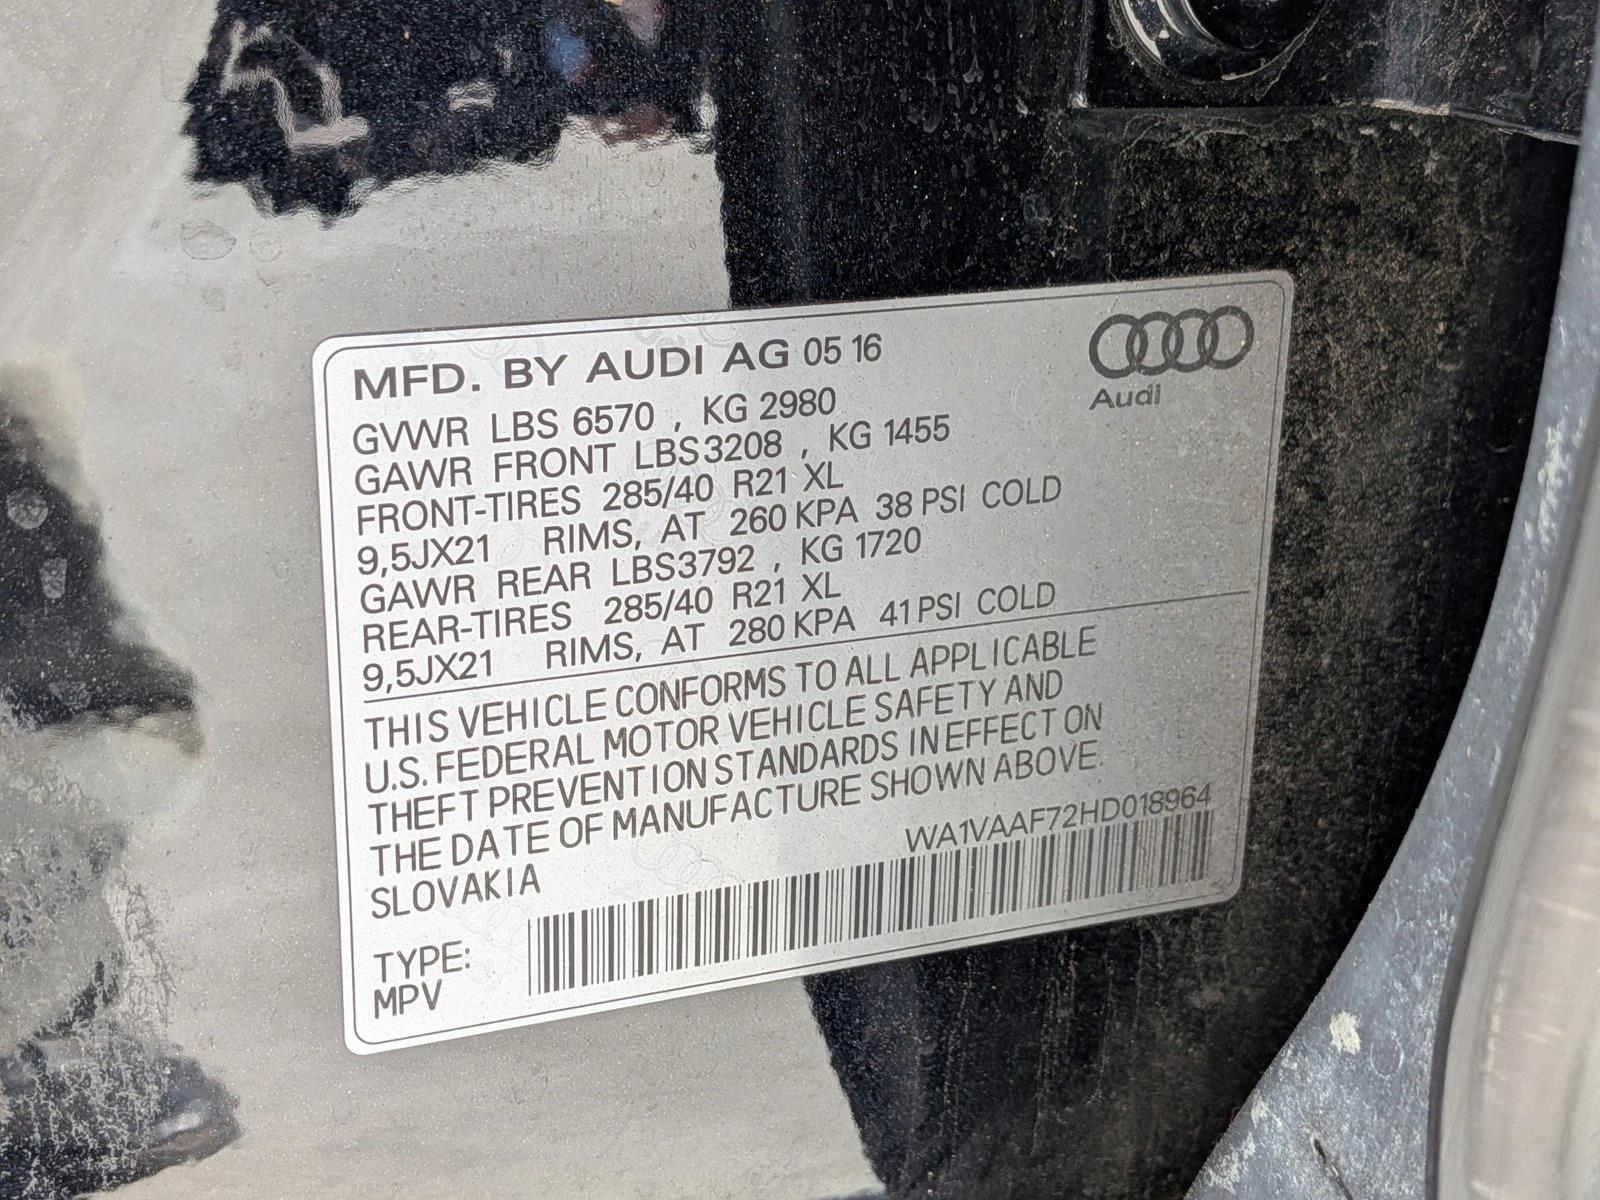 MFD. BY AUDI AG 05 16
Audi
GVWR LBS 6570 , KG 2980
GAWR FRONT LBS3208 , KG 1455
FRONT-TIRES 285/40 R21 XL
9,5JX21 RIMS, AT 260 KPA 38 PSI COLD
GAWR REAR LBS3792 , KG 1720
REAR-TIRES 285/40 R21 XL
9,5JX21 RIMS, AT 280 KPA 41 PSI COLD
THIS VEHICLE CONFORMS TO ALL APPLICABLE
U.S. FEDERAL MOTOR VEHICLE SAFETY AND
THEFT PREVENTION STANDARDS IN EFFECT ON
THE DATE OF MANUFACTURE SHOWN ABOVE.
SLOVAKIA
WA1VAAF72HD018964
TYPE:
MPV